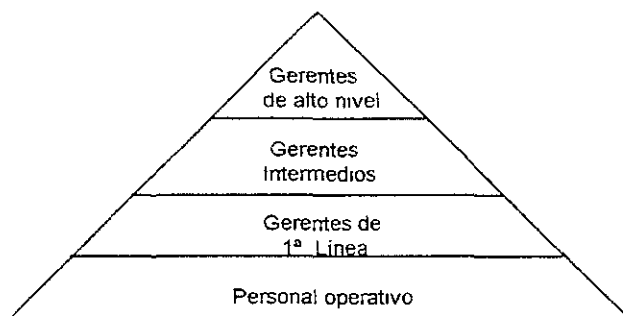 Gerentes
de alto nivel
Gerentes
Intermedios
Gerentes de
1ª Línea
Personal operativo